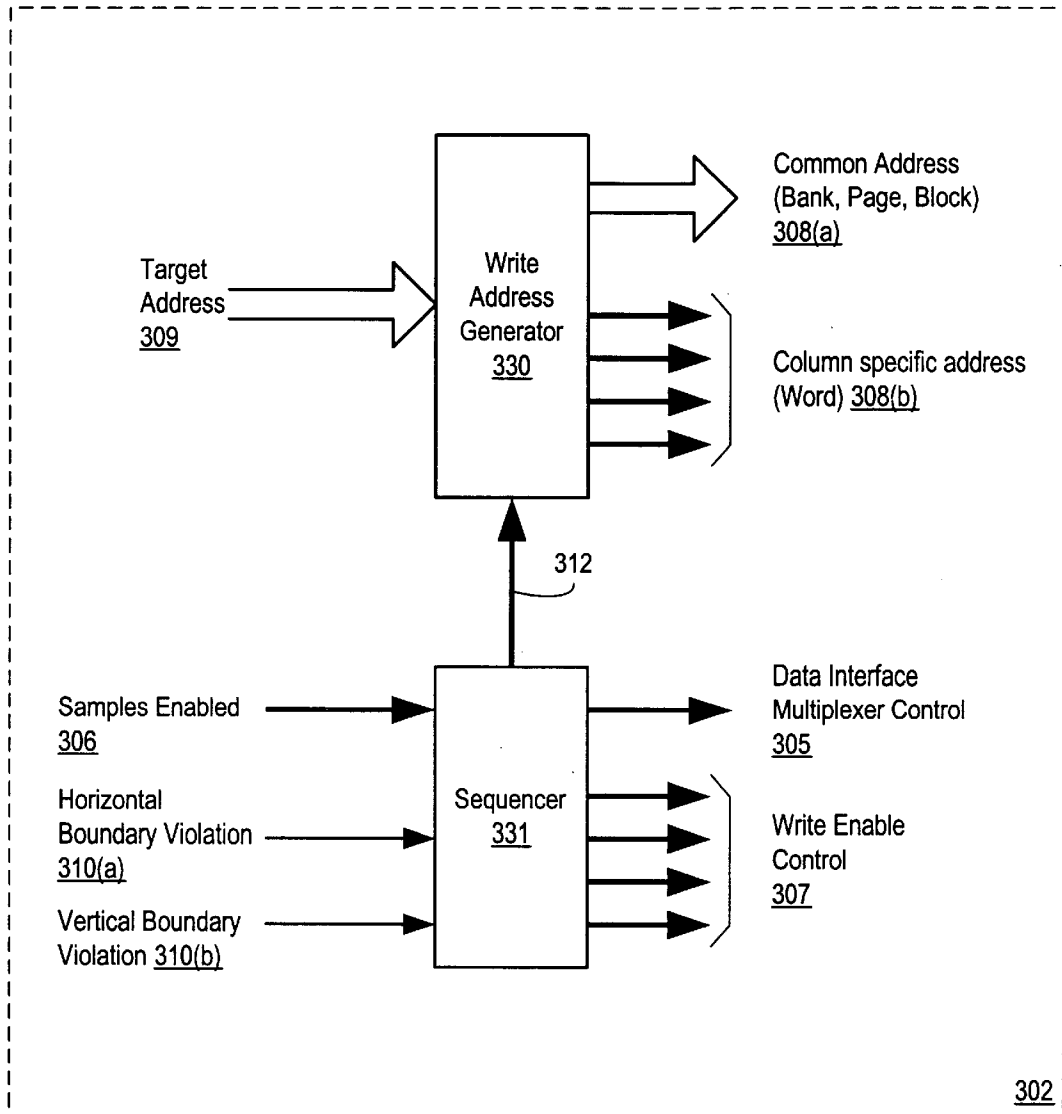 Common Address
(Bank, Page, Block)
308(a)
Target
Address
309
Write
Address
Generator
330
Column specific address
(Word) 308(b)
312
Samples Enabled
306
Data Interface
Multiplexer Control
305
Horizontal
Boundary Violation
310(a)
Sequencer
331
Write Enable
Control
307
Vertical Boundary
Violation 310(b)
302